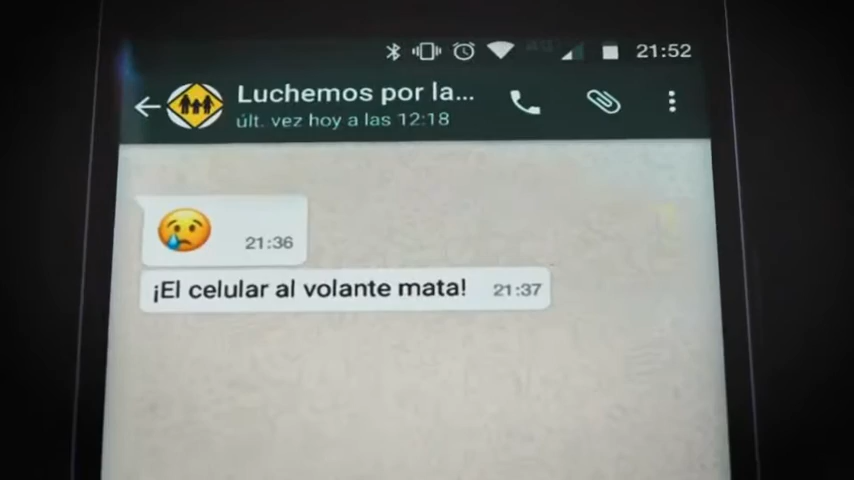 21:52
Luchemos por la...
últ. vez hoy a las 12:18
😢 21:36
¡El celular al volante mata! 21:37